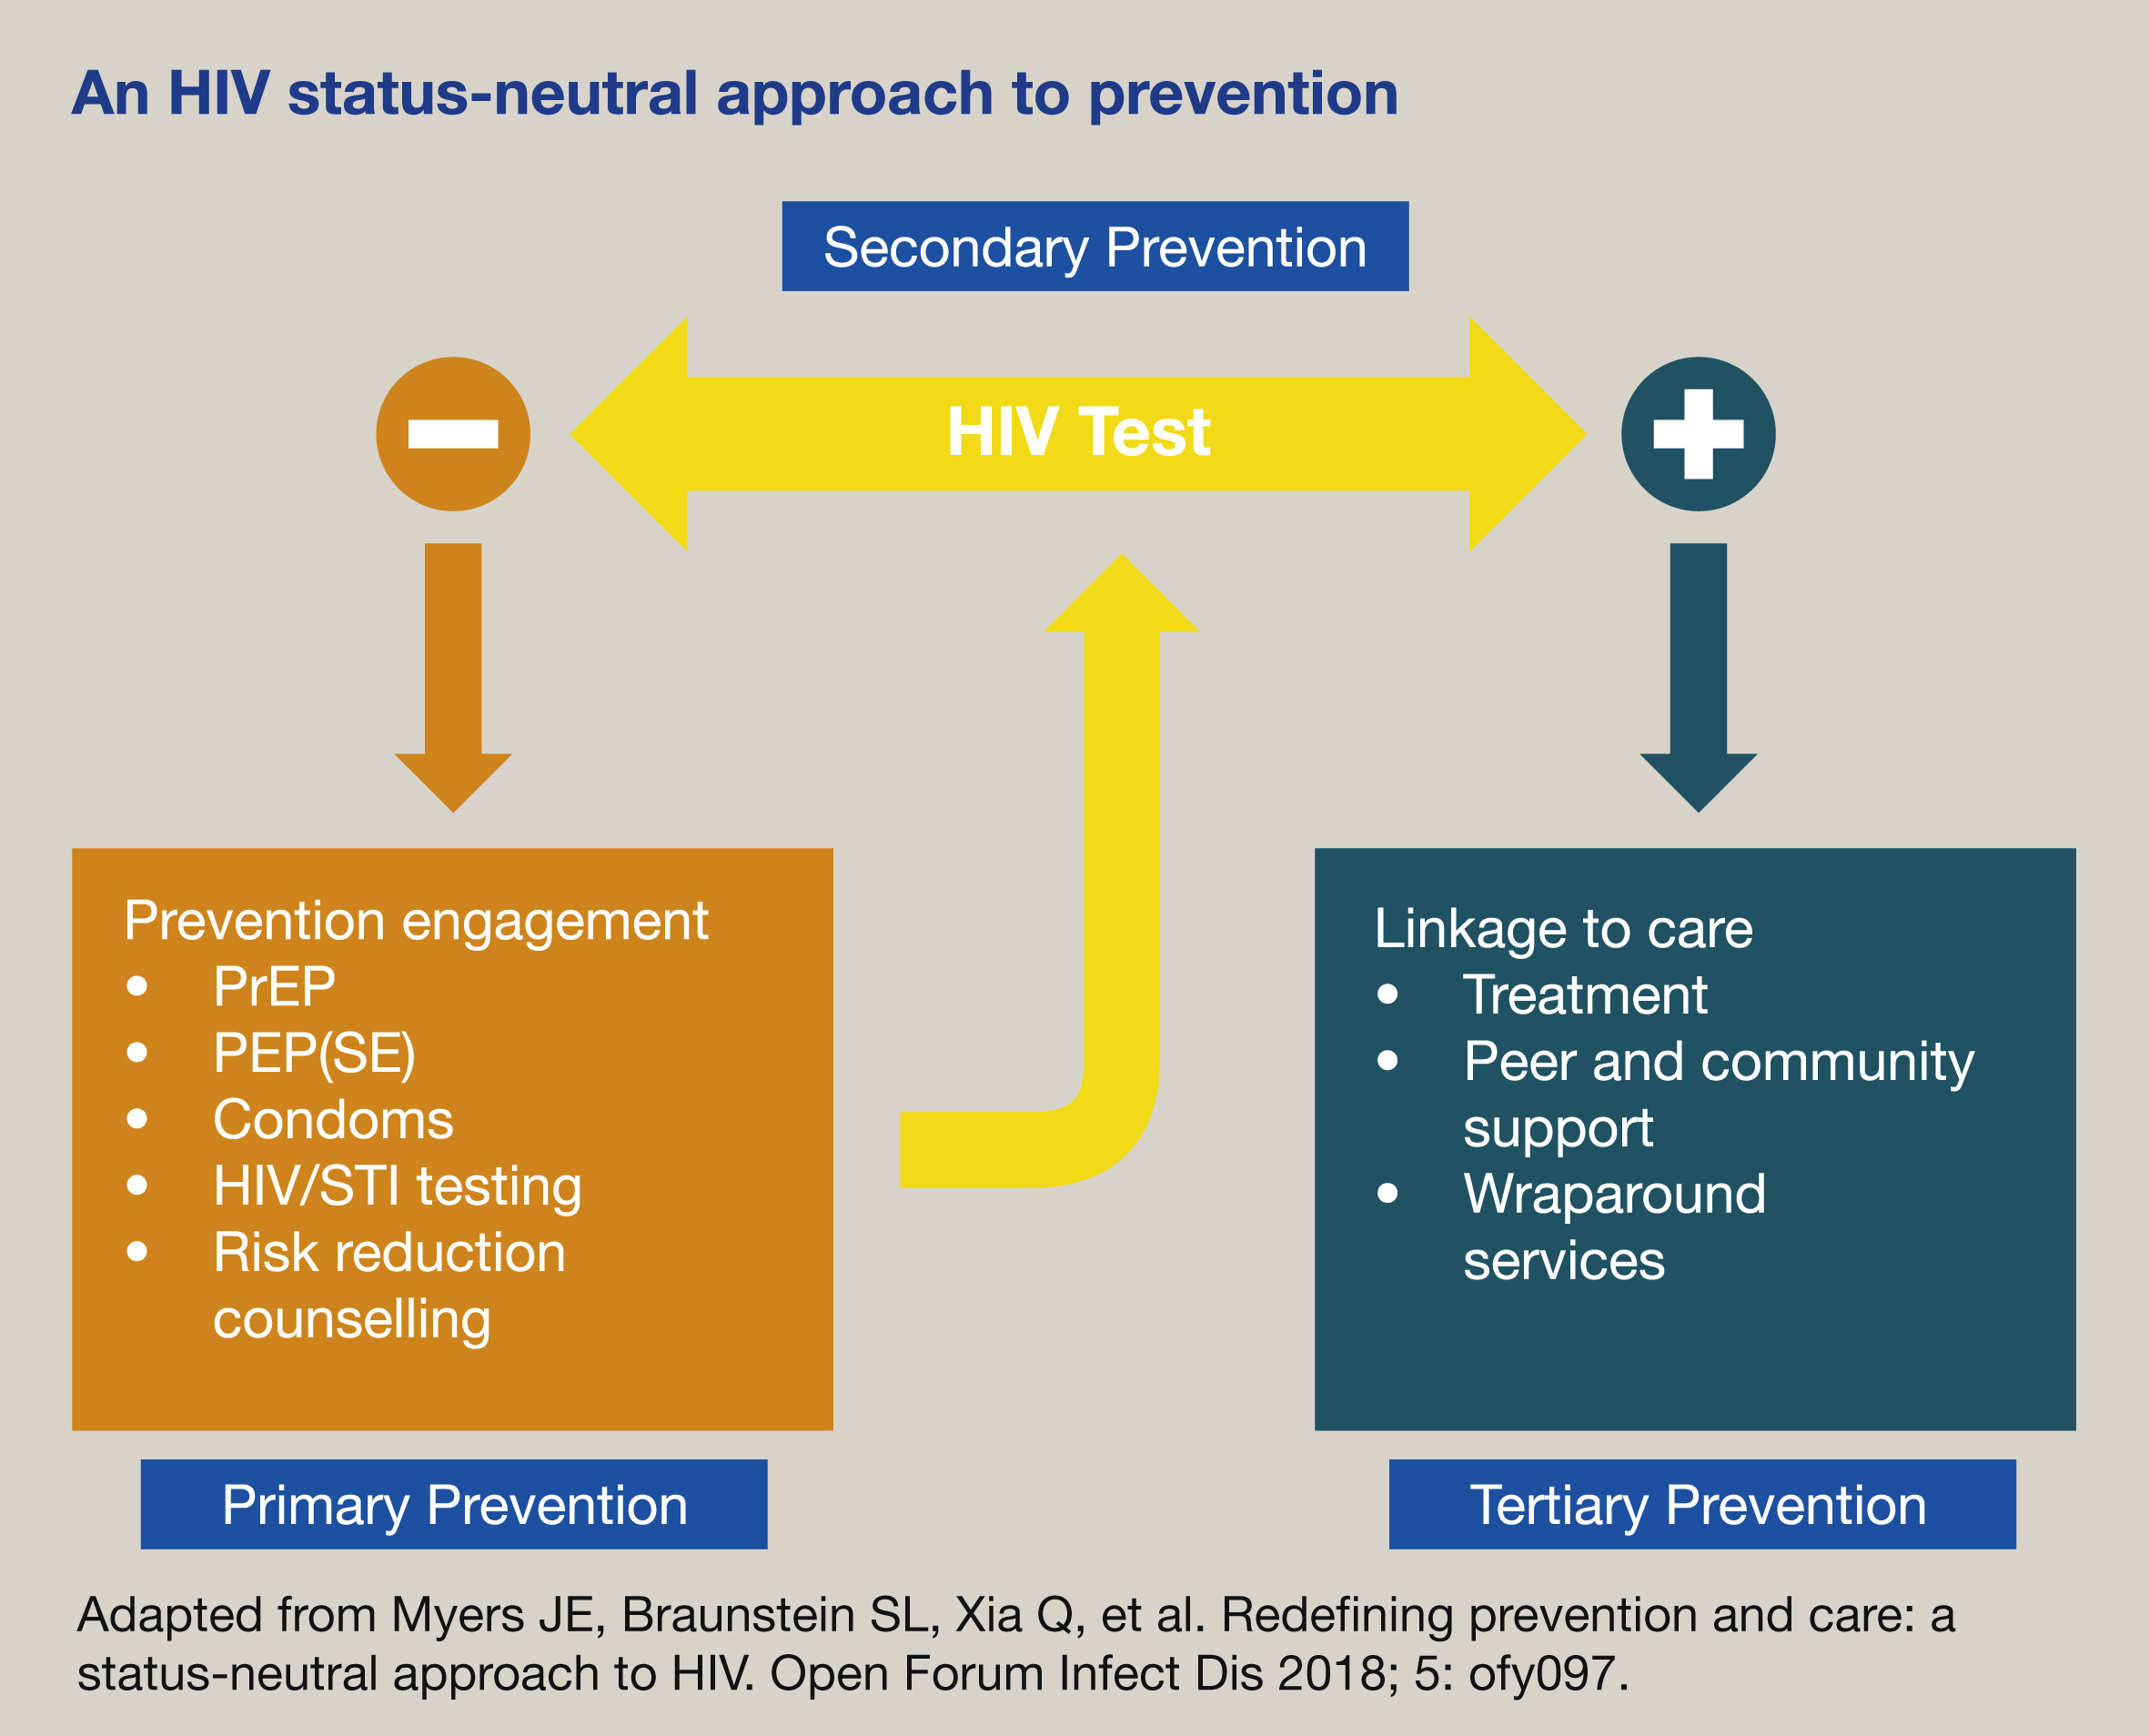 An HIV status-neutral approach to prevention
Secondary Prevention
HIV Test
Prevention engagement
• PrEP
• PEP(SE)
• Condoms
• HIV/STI testing
• Risk reduction
counselling
Linkage to care
• Treatment
• Peer and community
support
• Wraparound
services
Primary Prevention
Tertiary Prevention
Adapted from Myers JE, Braunstein SL, Xia Q, et al. Redefining prevention and care: a
status-neutral approach to HIV. Open Forum Infect Dis 2018; 5: ofy097.